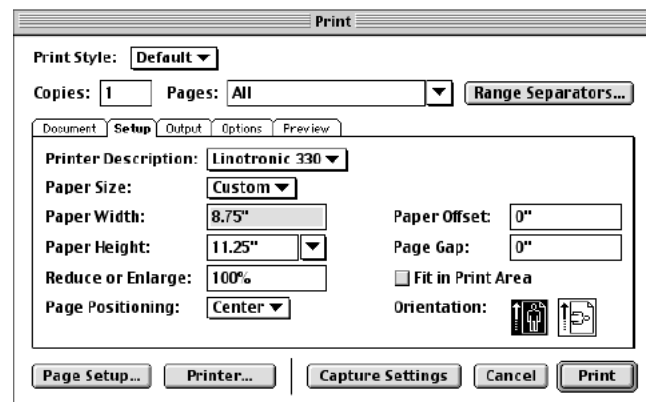 Print
Print Style: Default
Copies: 1 Pages: All Range Separators...
Document Setup Output Options Preview
Printer Description: Linotronic 330
Paper Size: Custom
Paper Width: 8.75" Paper Offset: 0"
Paper Height: 11.25" Page Gap: 0"
Reduce or Enlarge: 100% Fit in Print Area
Page Positioning: Center Orientation:
Page Setup... Printer... Capture Settings Cancel Print